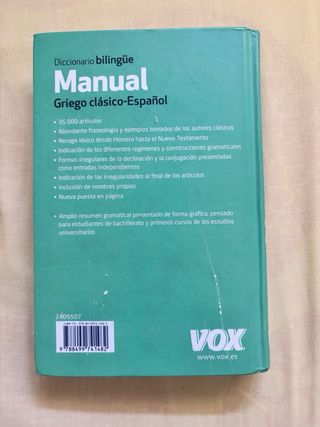 Diccionario bilingüe
Manual
Griego clásico-Español
• 35 000 artículos
• Abundante fraseología y ejemplos tomados de los autores clásicos
• Recoge léxico desde Homero hasta el Nuevo Testamento
• Indicación de los diferentes regímenes y construcciones gramaticales
• Formas irregulares de la declinación y la conjugación presentadas
como entradas independientes
• Indicación de las irregularidades al final de los artículos
• inclusión de nombres propios
• Nueva puesta en página
• Amplio resumen gramatical presentado de forma gráfica, pensado
para estudiantes de bachillerato y primeros cursos de los estudios
universitarios
2409507
9 788499 741482
VOX
www.vox.es